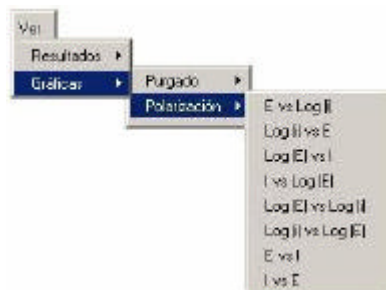 Ver
Resultados
Gráficas
Purgado
Polarización
E vs Log |i|
Log |i| vs E
Log |E| vs I
I vs Log |E|
Log |E| vs Log |i|
Log |i| vs Log |E|
E vs I
I vs E